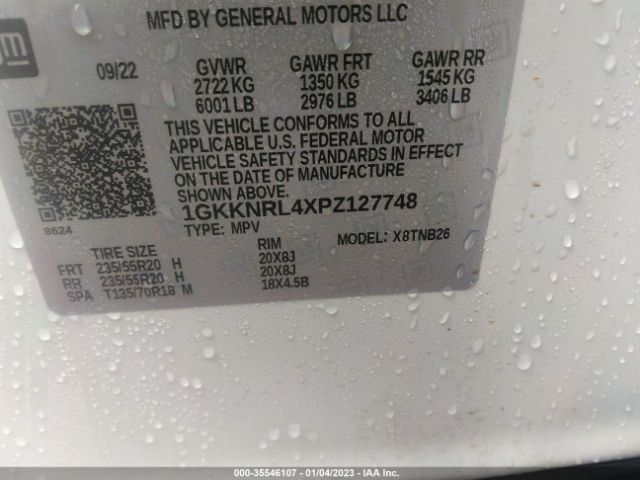 gm
MFD BY GENERAL MOTORS LLC
09/22 GVWR GAWR FRT GAWR RR
2722 KG 1350 KG 1545 KG
6001 LB 2976 LB 3406 LB
THIS VEHICLE CONFORMS TO ALL
APPLICABLE U.S. FEDERAL MOTOR
VEHICLE SAFETY STANDARDS IN EFFECT
ON THE DATE OF MANUFACTURE
SHOWN ABOVE.
1GKKNRL4XPZ127748
8624
TYPE: MPV MODEL: X8TNB26
TIRE SIZE RIM
FRT 235/55R20 H 20X8J
RR 235/55R20 H 20X8J
SPA T135/70R18 M 18X4.5B
000-35546107 - 01/04/2023 - IAA Inc.